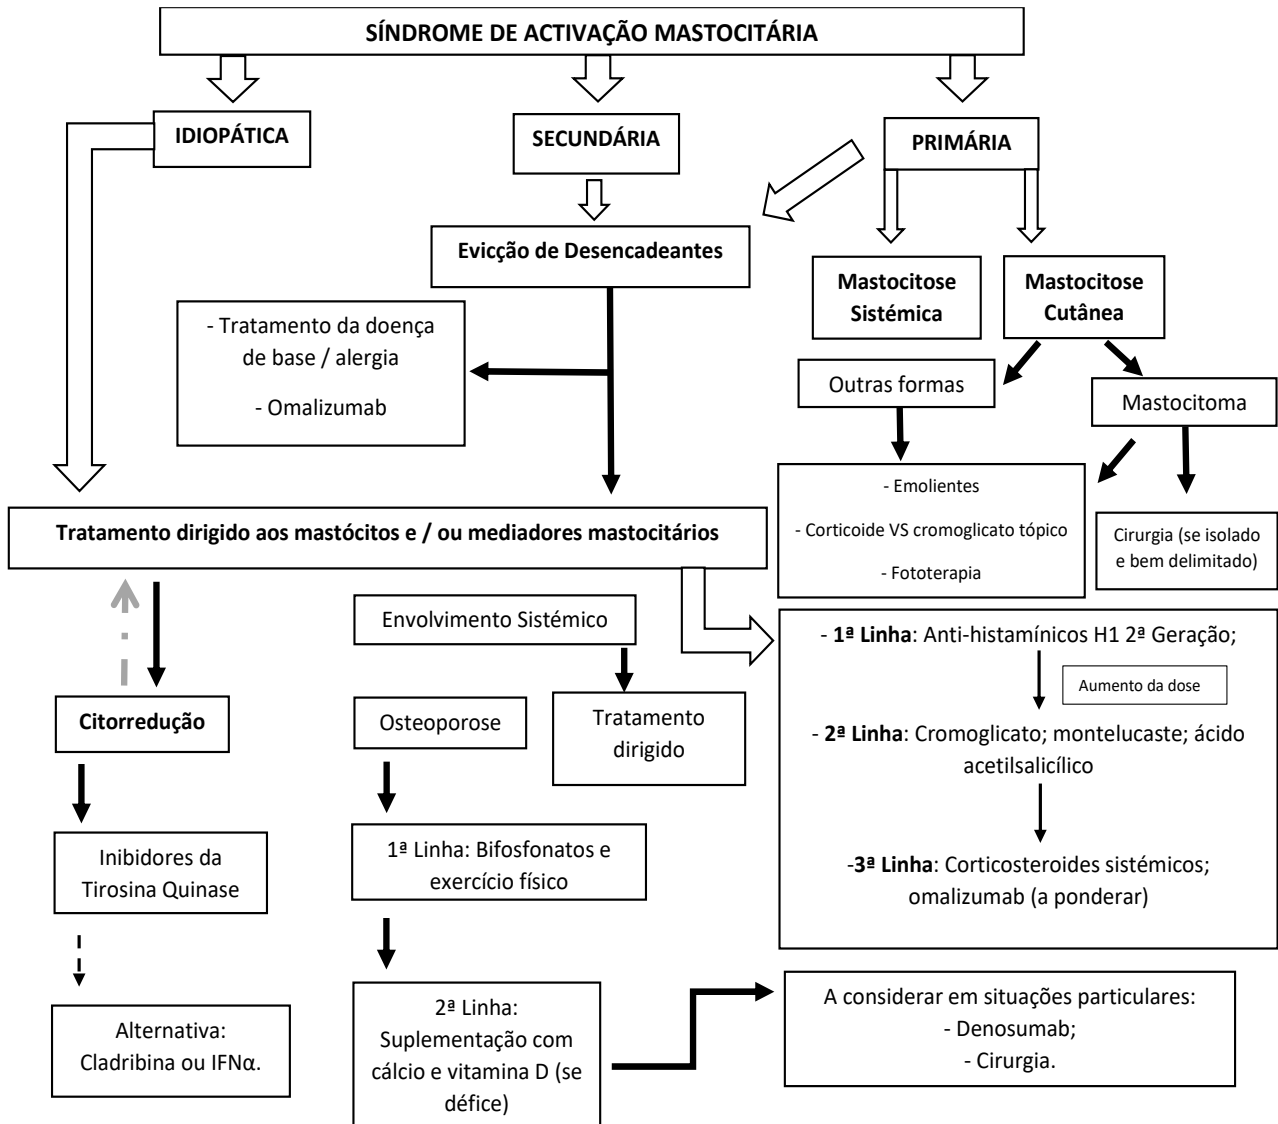 SÍNDROME DE ACTIVAÇÃO MASTOCITÁRIA
IDIOPÁTICA
SECUNDÁRIA
PRIMÁRIA
Evicção de Desencadeantes
Mastocitose
Sistémica
Mastocitose
Cutânea
- Tratamento da doença
de base / alergia
- Omalizumab
Outras formas
Mastocitoma
- Emolientes
- Corticoide VS cromoglicato tópico
- Fototerapia
Cirurgia (se isolado
e bem delimitado)
Tratamento dirigido aos mastócitos e / ou mediadores mastocitários
Envolvimento Sistémico
- 1ª Linha: Anti-histamínicos H1 2ª Geração;
Aumento da dose
- 2ª Linha: Cromoglicato; montelucaste; ácido
acetilsalicílico
-3ª Linha: Corticosteroides sistémicos;
omalizumab (a ponderar)
Citorredução
Osteoporose
Tratamento
dirigido
Inibidores da
Tirosina Quinase
1ª Linha: Bifosfonatos e
exercício físico
Alternativa:
Cladribina ou IFNα.
2ª Linha:
Suplementação com
cálcio e vitamina D (se
défice)
A considerar em situações particulares:
- Denosumab;
- Cirurgia.